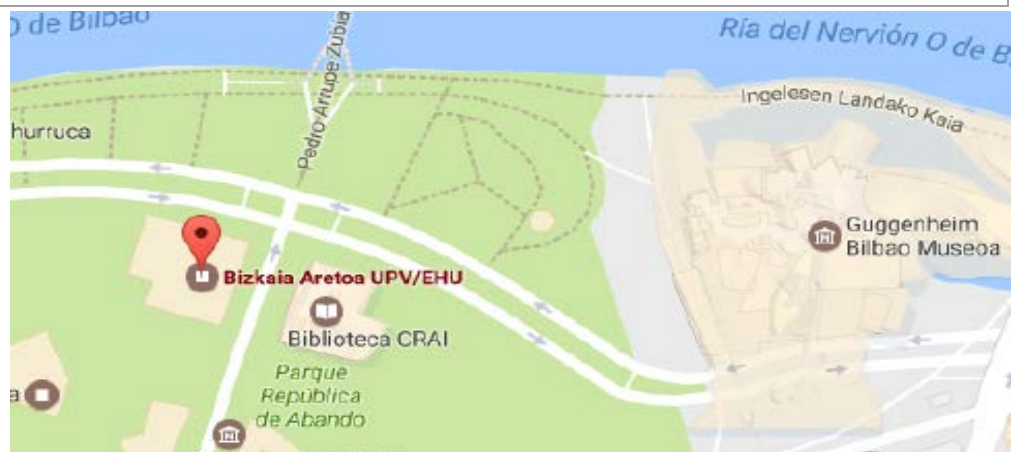 O de Bilbao
Ría del Nervión O de B
Pedro Arrupe Zubia
Ingelesen Landako Kaia
hurruca
Guggenheim
Bilbao Museoa
Bizkaia Aretoa UPV/EHU
Biblioteca CRAI
Parque
República
de Abando
a